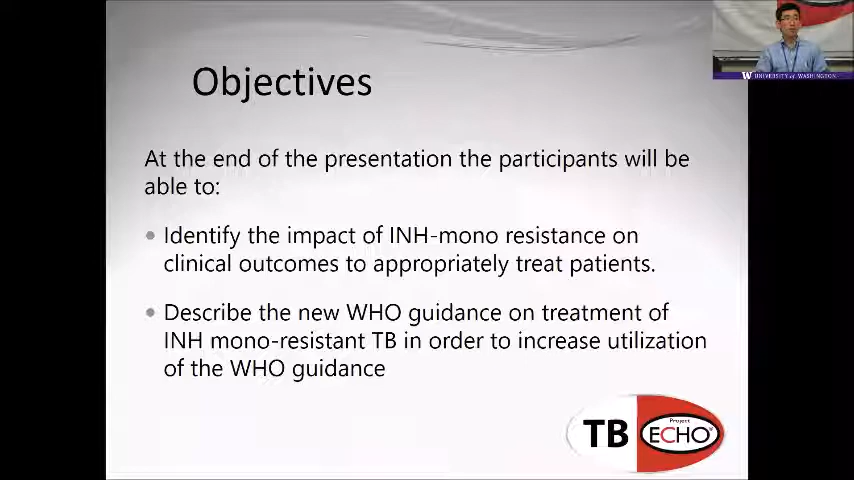 Objectives
At the end of the presentation the participants will be
able to:
Identify the impact of INH-mono resistance on
clinical outcomes to appropriately treat patients.
Describe the new WHO guidance on treatment of
INH mono-resistant TB in order to increase utilization
of the WHO guidance
TB
Project
ECHO
W UNIVERSITY of WASHINGTON